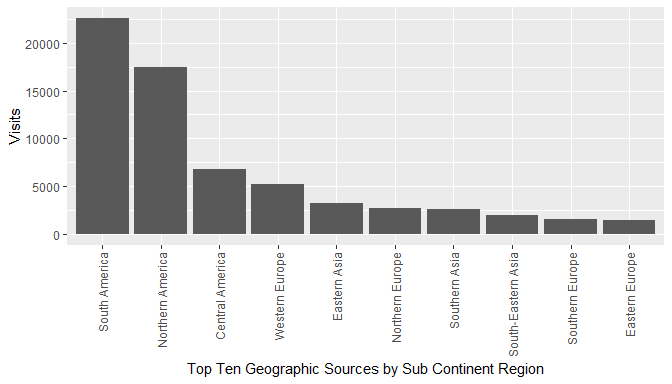 Visits
20000
15000
10000
5000
0
South America
Northern America
Central America
Western Europe
Eastern Asia
Northern Europe
Southern Asia
South-Eastern Asia
Southern Europe
Eastern Europe
Top Ten Geographic Sources by Sub Continent Region